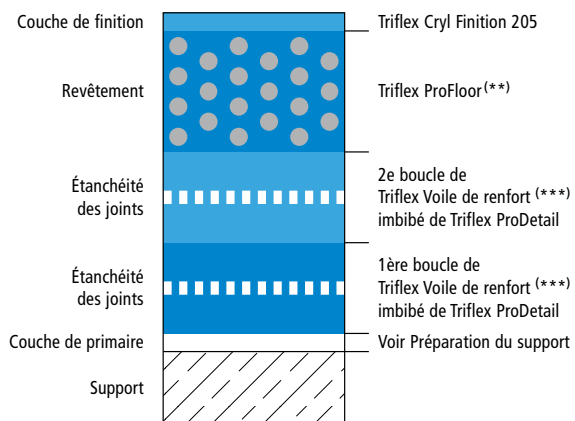 Couche de finition
Triflex Cryl Finition 205
Revêtement
Triflex ProFloor(**)
Étanchéité
des joints
2e boucle de
Triflex Voile de renfort (***)
imbibé de Triflex ProDetail
Étanchéité
des joints
1ère boucle de
Triflex Voile de renfort (***)
imbibé de Triflex ProDetail
Couche de primaire
Voir Préparation du support
Support